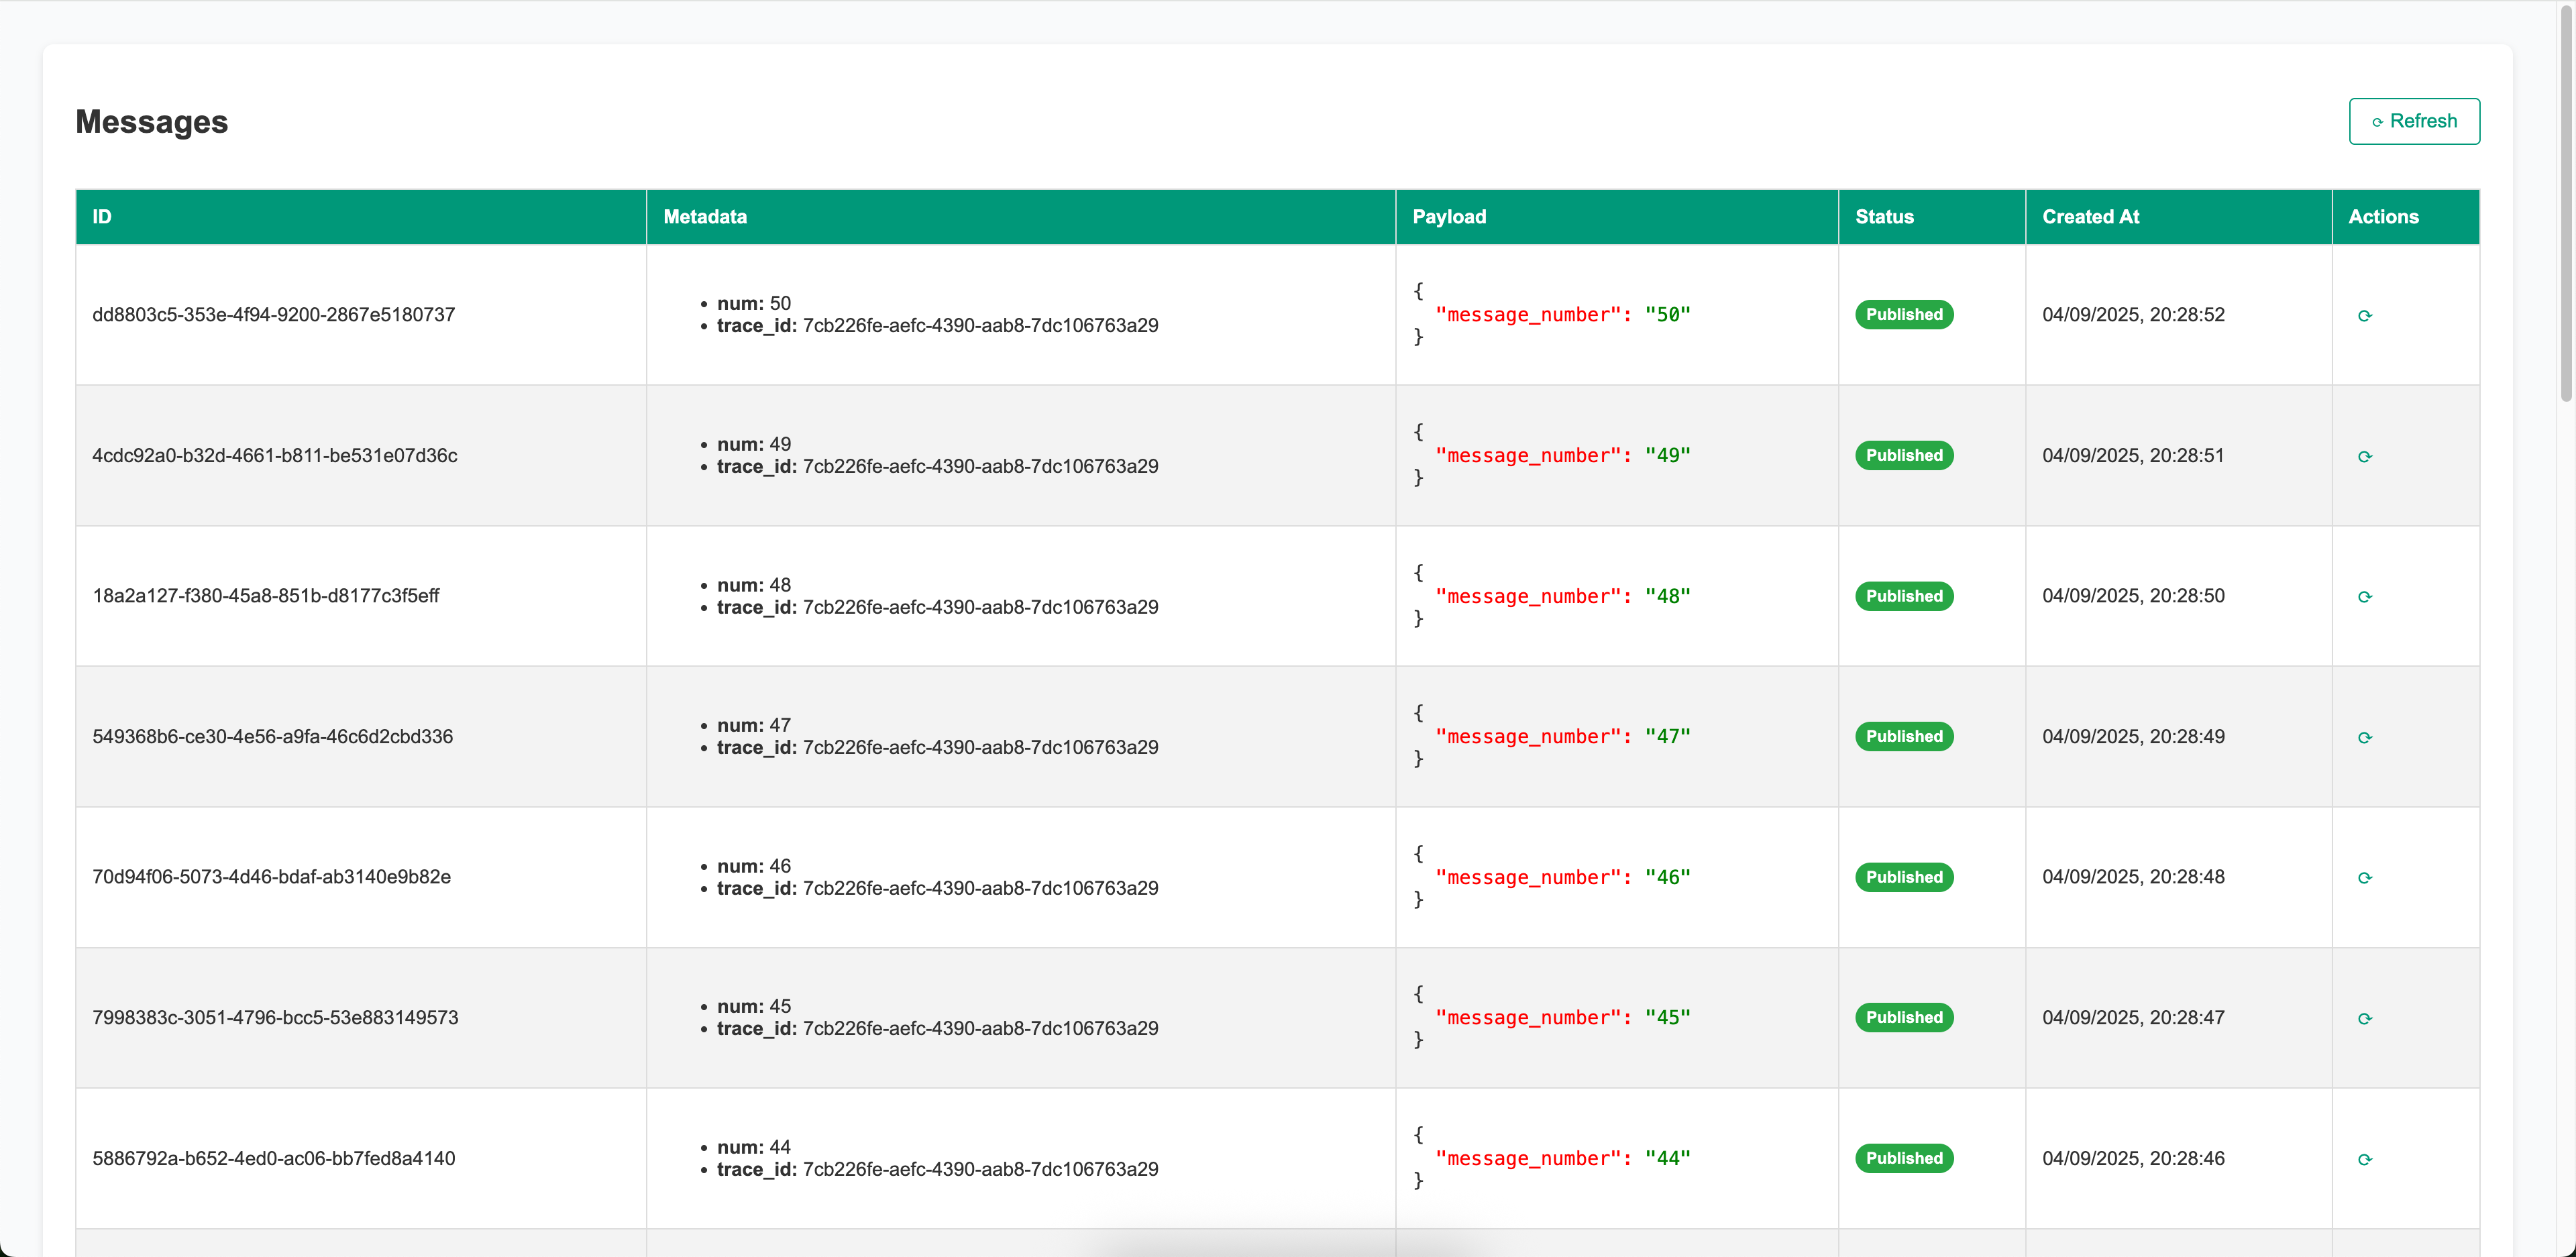 Messages
⟳ Refresh
ID Metadata Payload Status Created At Actions
dd8803c5-353e-4f94-9200-2867e5180737
• num: 50
• trace_id: 7cb226fe-aefc-4390-aab8-7dc106763a29
{
"message_number": "50"
}
Published
04/09/2025, 20:28:52
⟳
4cdc92a0-b32d-4661-b811-be531e07d36c
• num: 49
• trace_id: 7cb226fe-aefc-4390-aab8-7dc106763a29
{
"message_number": "49"
}
Published
04/09/2025, 20:28:51
⟳
18a2a127-f380-45a8-851b-d8177c3f5eff
• num: 48
• trace_id: 7cb226fe-aefc-4390-aab8-7dc106763a29
{
"message_number": "48"
}
Published
04/09/2025, 20:28:50
⟳
549368b6-ce30-4e56-a9fa-46c6d2cbd336
• num: 47
• trace_id: 7cb226fe-aefc-4390-aab8-7dc106763a29
{
"message_number": "47"
}
Published
04/09/2025, 20:28:49
⟳
70d94f06-5073-4d46-bdaf-ab3140e9b82e
• num: 46
• trace_id: 7cb226fe-aefc-4390-aab8-7dc106763a29
{
"message_number": "46"
}
Published
04/09/2025, 20:28:48
⟳
7998383c-3051-4796-bcc5-53e883149573
• num: 45
• trace_id: 7cb226fe-aefc-4390-aab8-7dc106763a29
{
"message_number": "45"
}
Published
04/09/2025, 20:28:47
⟳
5886792a-b652-4ed0-ac06-bb7fed8a4140
• num: 44
• trace_id: 7cb226fe-aefc-4390-aab8-7dc106763a29
{
"message_number": "44"
}
Published
04/09/2025, 20:28:46
⟳